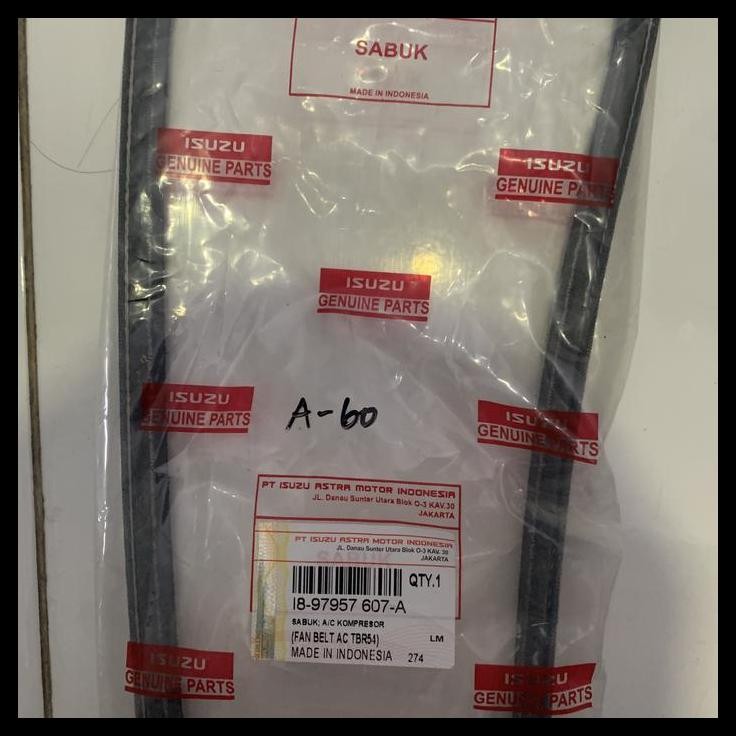 SABUK
MADE IN INDONESIA
ISUZU
GENUINE PARTS
ISUZU
GENUINE PARTS
ISUZU
GENUINE PARTS
ISUZU
GENUINE PARTS
A-60
ISUZU
GENUINE PARTS
PT ISUZU ASTRA MOTOR INDONESIA
JL. Danau Sunter Utara Blok O-3 KAV.30
JAKARTA
PT ISUZU ASTRA MOTOR INDONESIA
JL. Danau Sunter Utara Blok O-3 KAV. 30
JAKARTA
SABUK
QTY.1
I8-97957 607-A
SABUK; A/C KOMPRESOR
(FAN BELT AC TBR54) LM
MADE IN INDONESIA 274
ISUZU
GENUINE PARTS
ISUZU
GENUINE PARTS